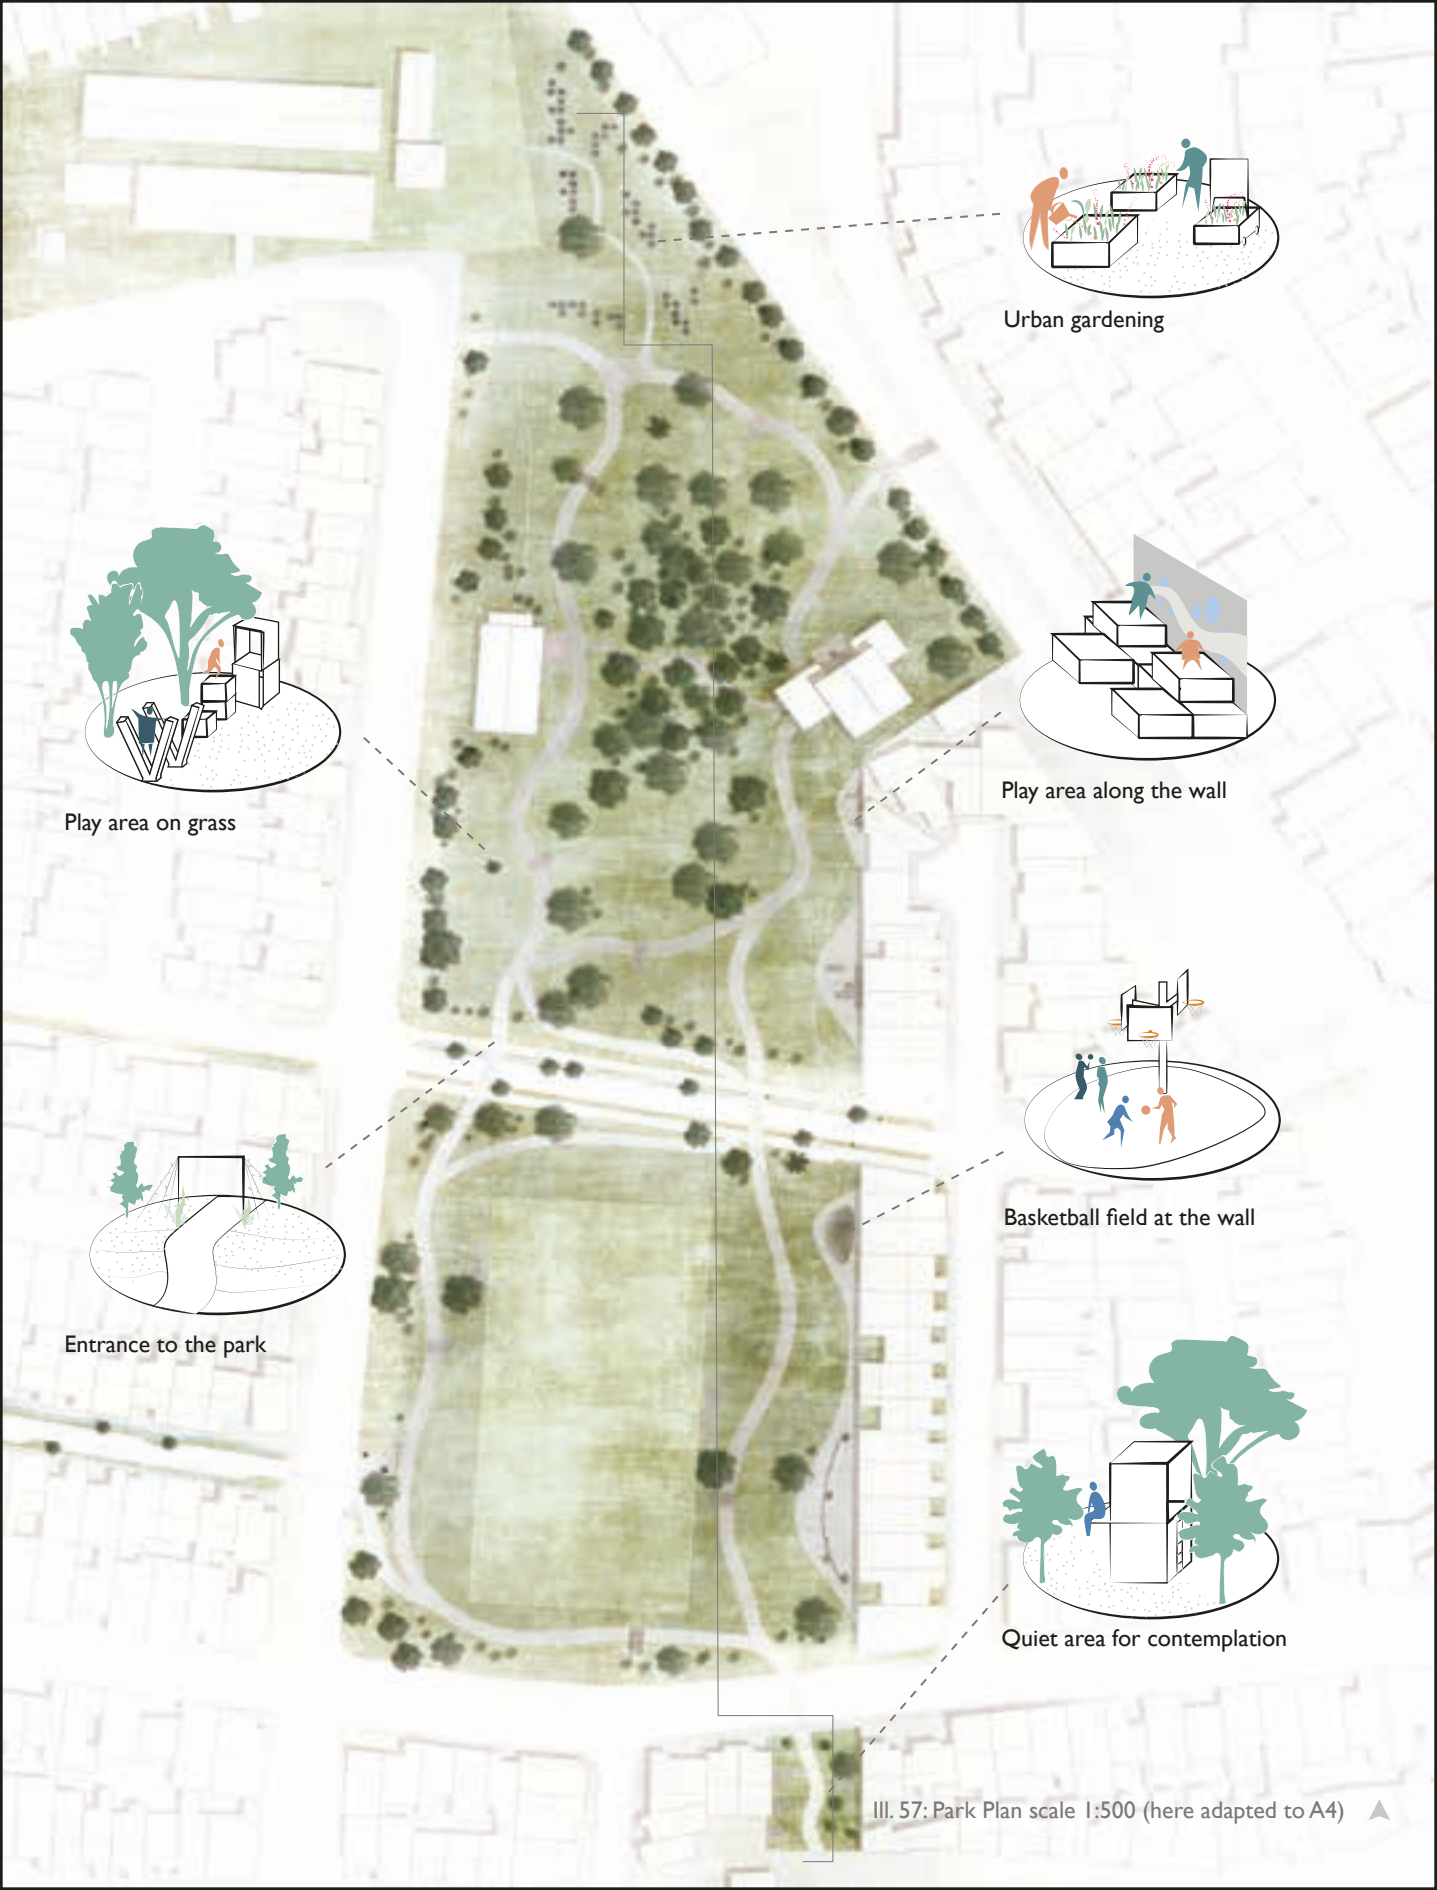 Urban gardening
Play area along the wall
Play area on grass
Basketball field at the wall
Entrance to the park
Quiet area for contemplation
Ill. 57: Park Plan scale 1:500 (here adapted to A4)